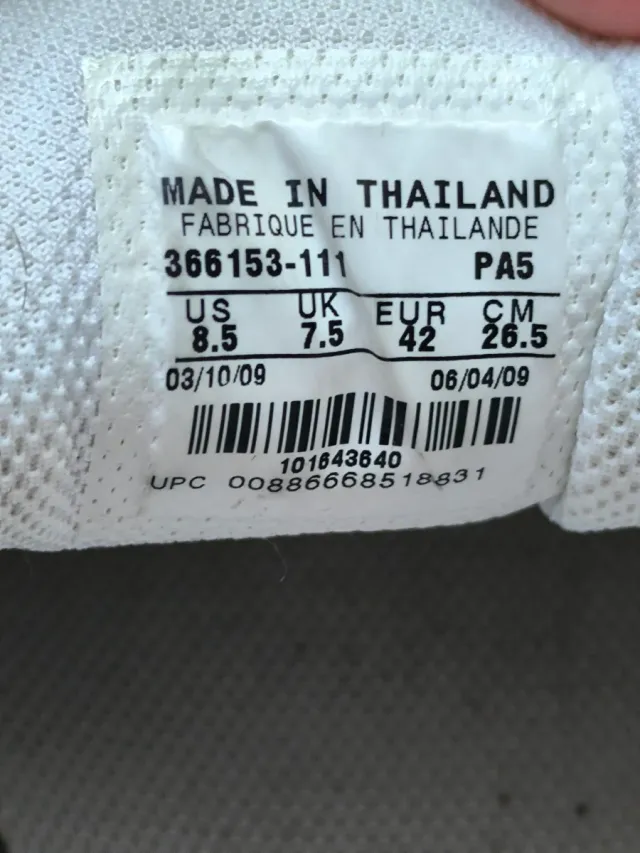 MADE IN THAILAND
FABRIQUE EN THAILANDE
366153-111 PA5
US UK EUR CM
8.5 7.5 42 26.5
03/10/09 06/04/09
101643640
UPC 00886668518831